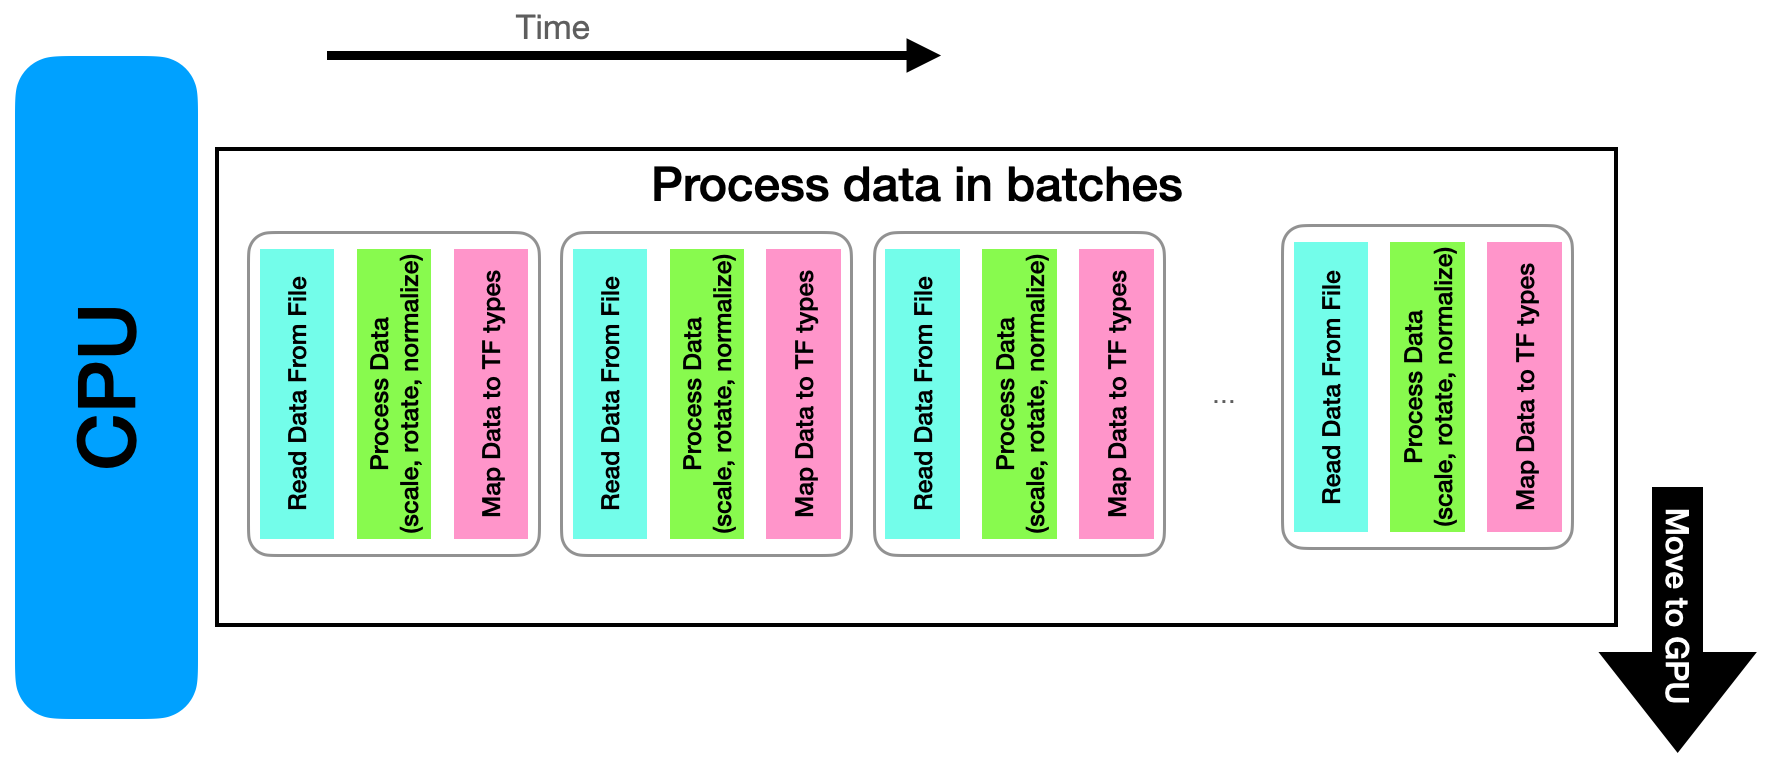 Time
CPU
Process data in batches
Read Data From File
Process Data
(scale, rotate, normalize)
Map Data to TF types
Read Data From File
Process Data
(scale, rotate, normalize)
Map Data to TF types
Read Data From File
Process Data
(scale, rotate, normalize)
Map Data to TF types
...
Read Data From File
Process Data
(scale, rotate, normalize)
Map Data to TF types
Move to GPU